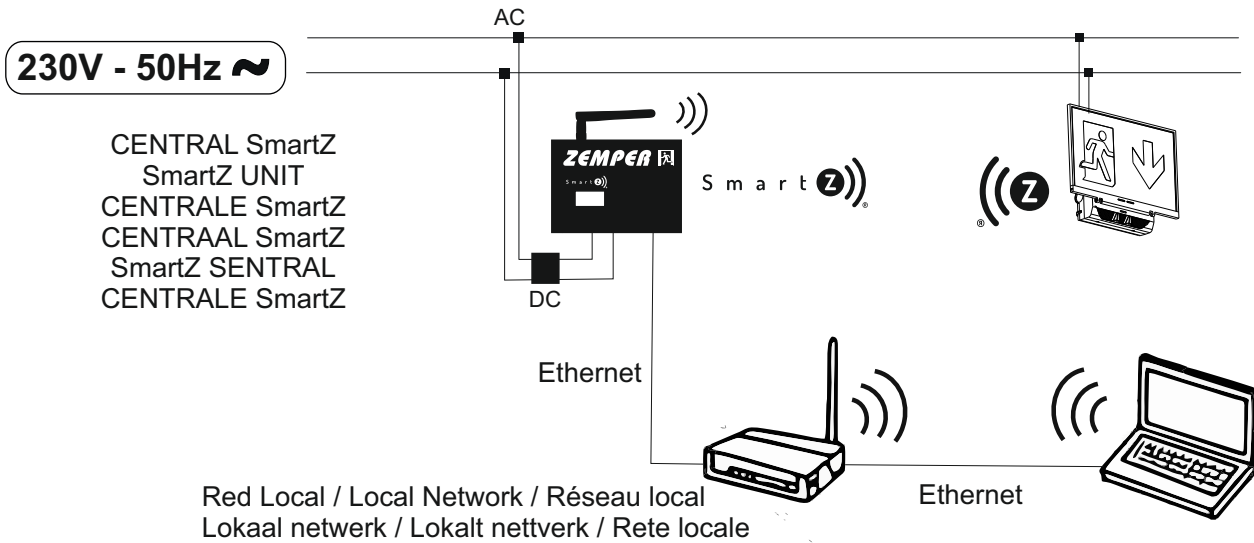 AC
230V - 50Hz ~
CENTRAL SmartZ
SmartZ UNIT
CENTRALE SmartZ
CENTRAAL SmartZ
SmartZ SENTRAL
CENTRALE SmartZ
ZEMPER
Smart Z
Smart Z ®
® Z
DC
Ethernet
Ethernet
Red Local / Local Network / Réseau local
Lokaal netwerk / Lokalt nettverk / Rete locale